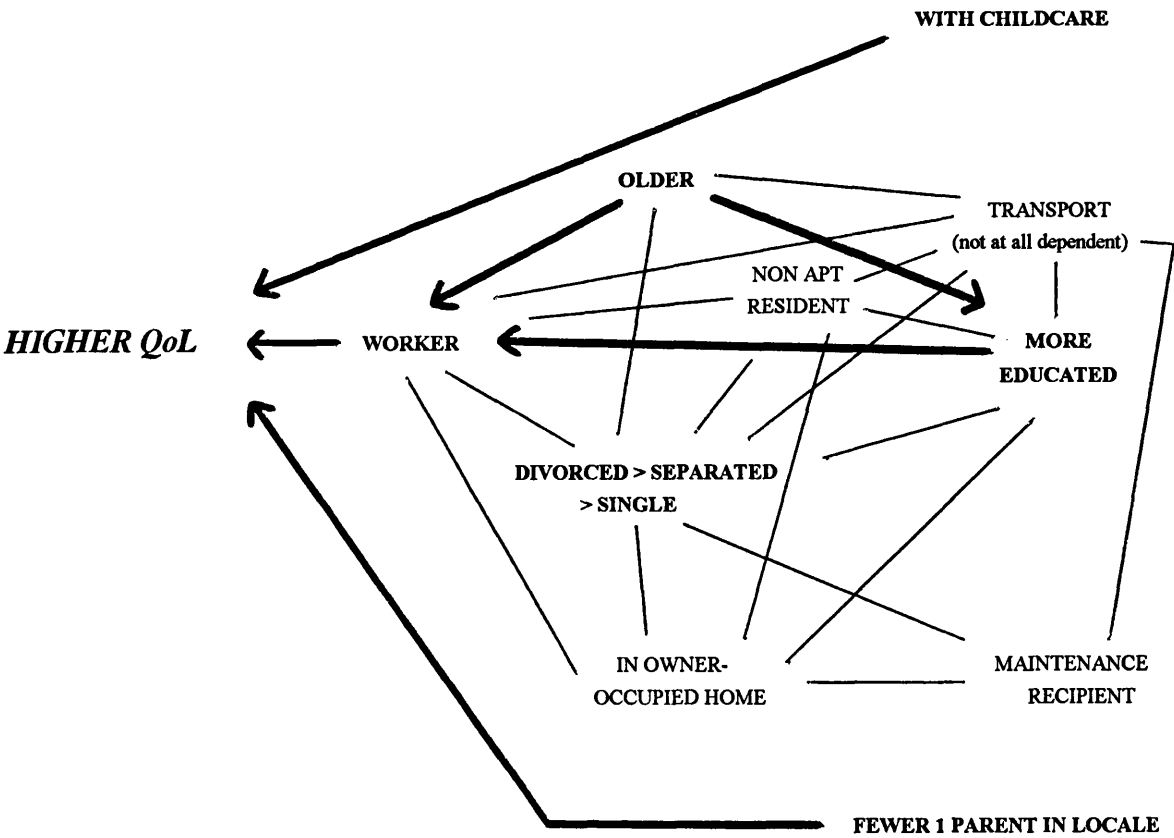 WITH CHILDCARE
OLDER
TRANSPORT
(not at all dependent)
NON APT
RESIDENT
HIGHER QoL
WORKER
MORE
EDUCATED
DIVORCED > SEPARATED
> SINGLE
IN OWNER-
OCCUPIED HOME
MAINTENANCE
RECIPIENT
FEWER 1 PARENT IN LOCALE